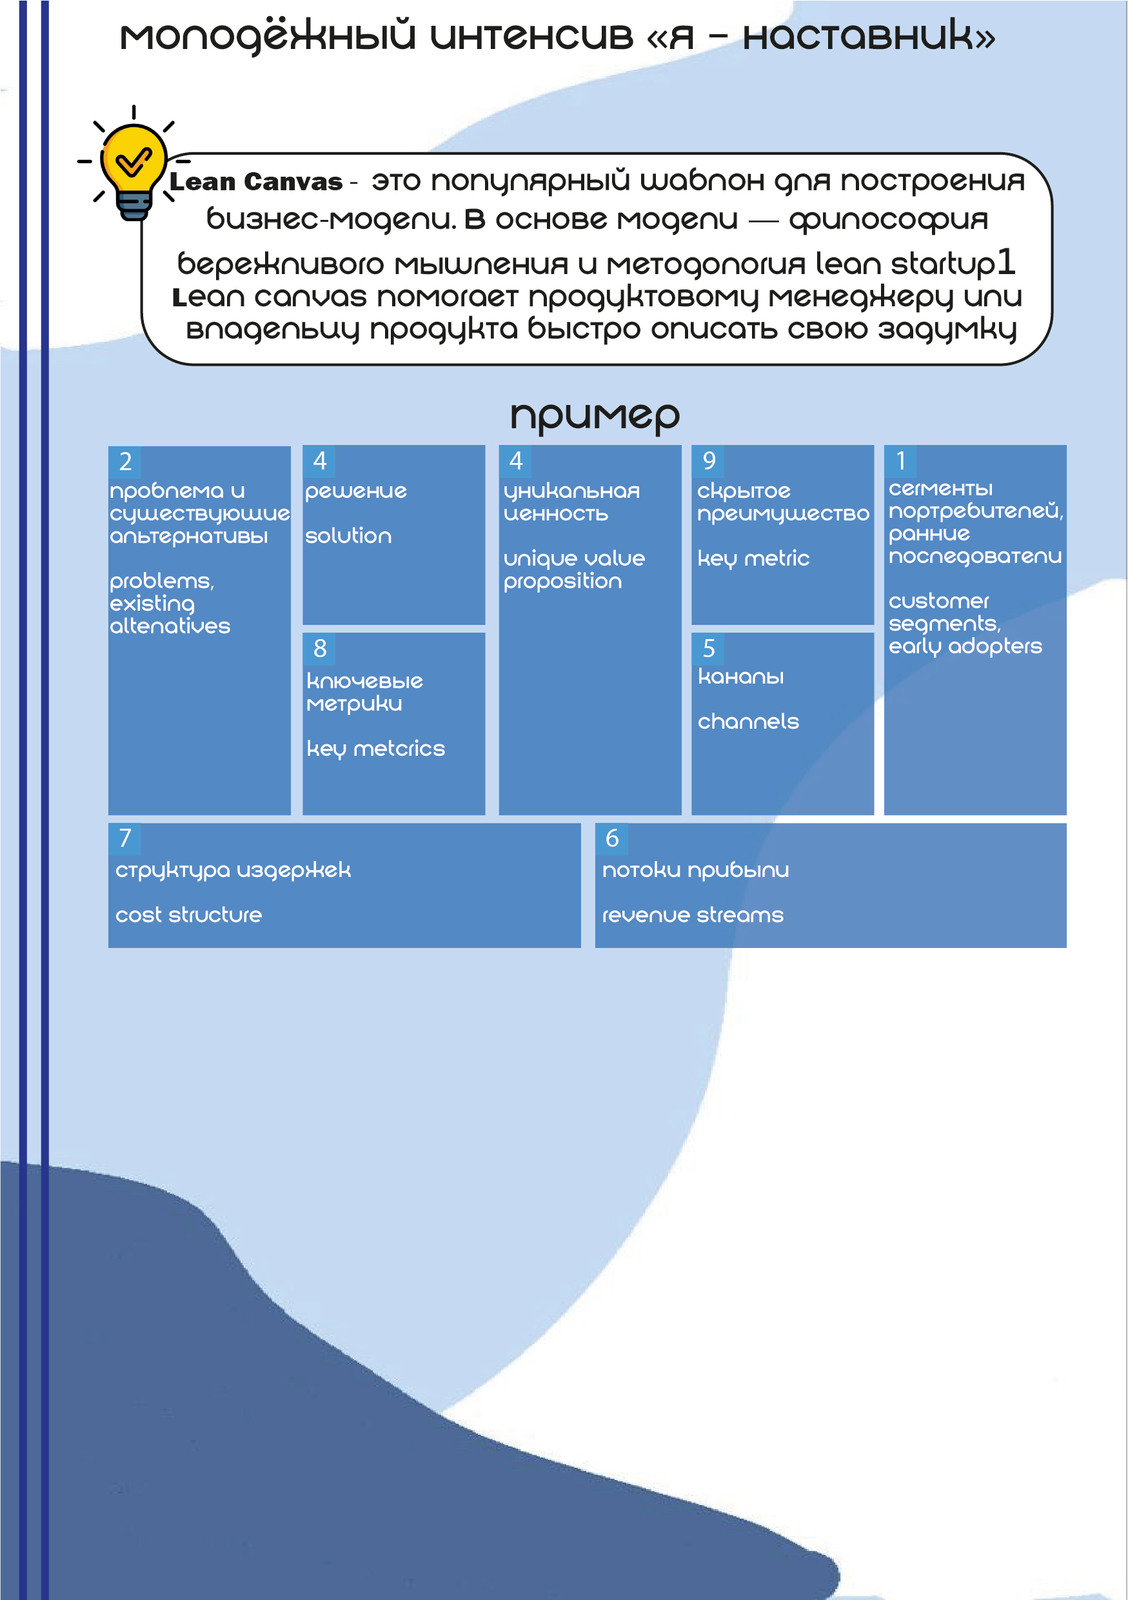 молодёжный интенсив «я – наставник»
Lean Canvas - это популярный шаблон для построения
бизнес-модели. В основе модели — философия
бережливого мышления и методология lean startup1
Lean canvas помогает продуктовому менеджеру или
владельцу продукта быстро описать свою задумку
пример
2
проблема и
существующие
альтернативы
problems,
existing
altenatives
4
решение
solution
8
ключевые
метрики
key metcrics
4
уникальная
ценность
unique value
proposition
9
скрытое
преимущество
key metric
5
каналы
channels
1
сегменты
портребителей,
ранние
последователи
customer
segments,
early adopters
7
структура издержек
cost structure
6
потоки прибыли
revenue streams